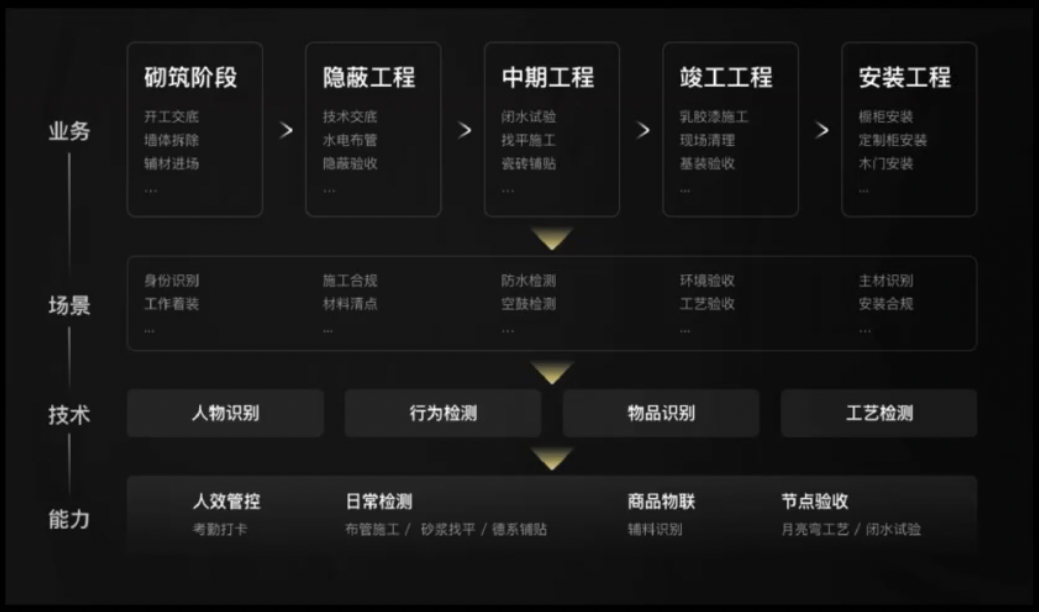 业务
砌筑阶段
开工交底
墙体拆除
辅材进场
...
隐蔽工程
技术交底
水电布管
隐蔽验收
...
中期工程
闭水试验
找平施工
瓷砖铺贴
...
竣工工程
乳胶漆施工
现场清理
基装验收
...
安装工程
橱柜安装
定制柜安装
木门安装
...
场景
身份识别
工作着装
...
施工合规
材料清点
...
防水检测
空鼓检测
...
环境验收
工艺验收
...
主材识别
安装合规
...
技术
人物识别
行为检测
物品识别
工艺检测
能力
人效管控
考勤打卡
日常检测
布管施工 / 砂浆找平 / 德系铺贴
商品物联
辅料识别
节点验收
月亮弯工艺 / 闭水试验